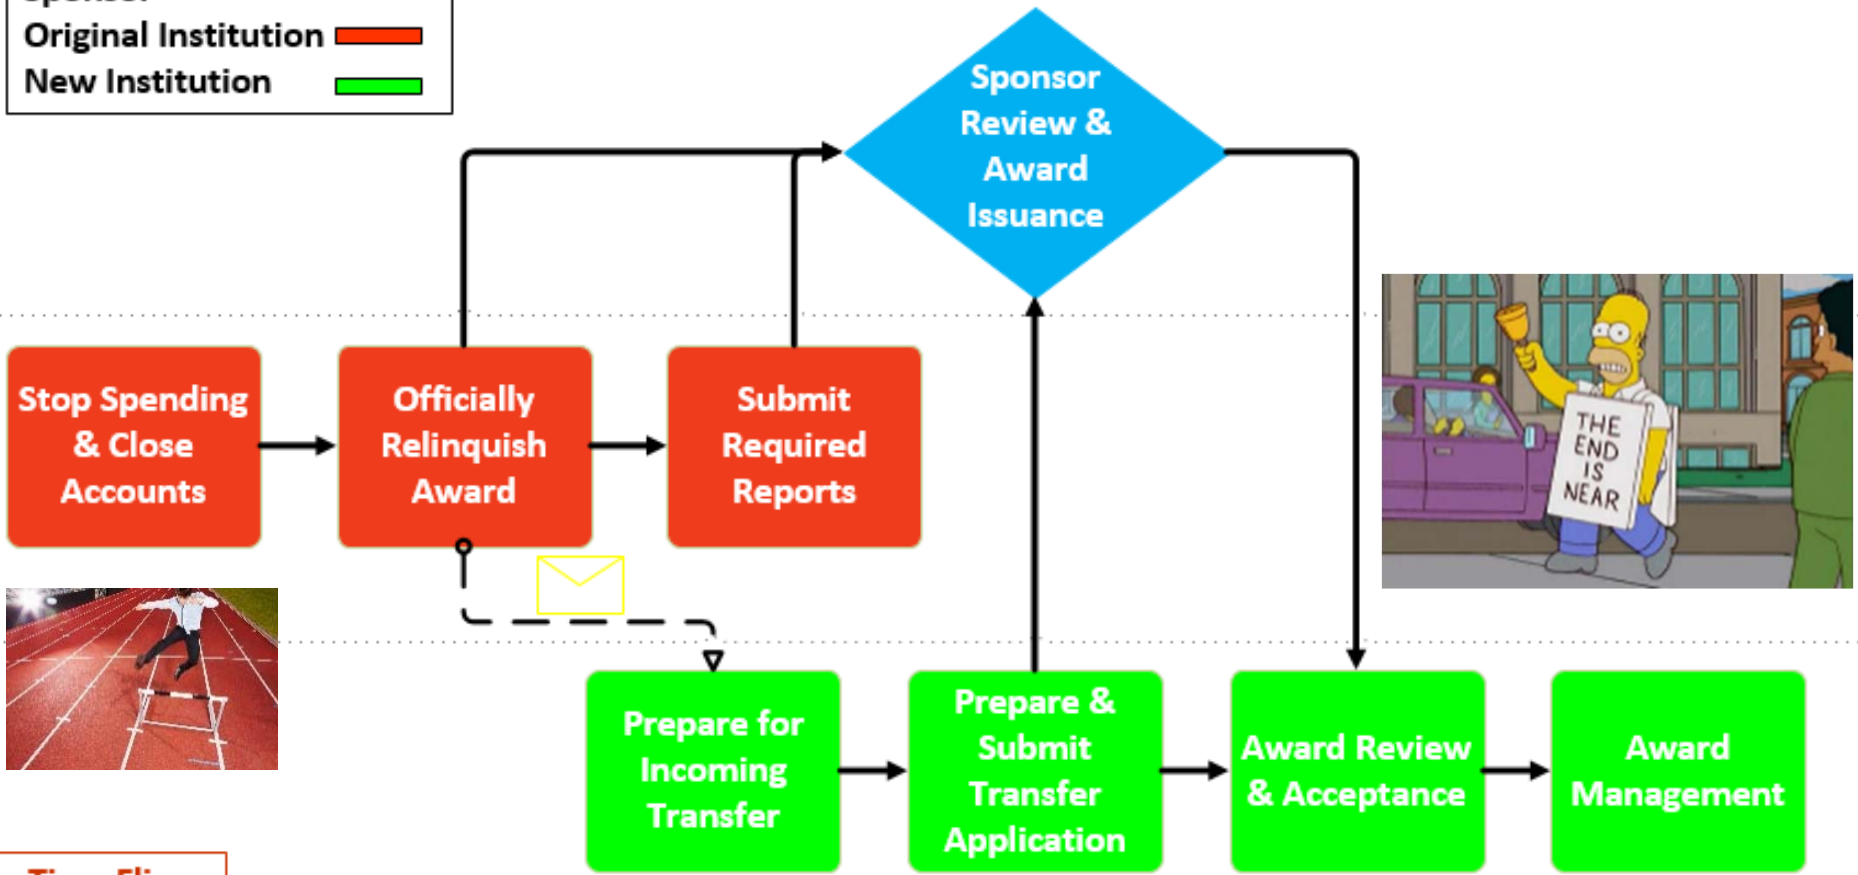 Original Institution
New Institution
Sponsor
Review &
Award
Issuance
Stop Spending
& Close
Accounts
Officially
Relinquish
Award
Submit
Required
Reports
THE
END
IS
NEAR
Prepare for
Incoming
Transfer
Prepare &
Submit
Transfer
Application
Award Review
& Acceptance
Award
Management